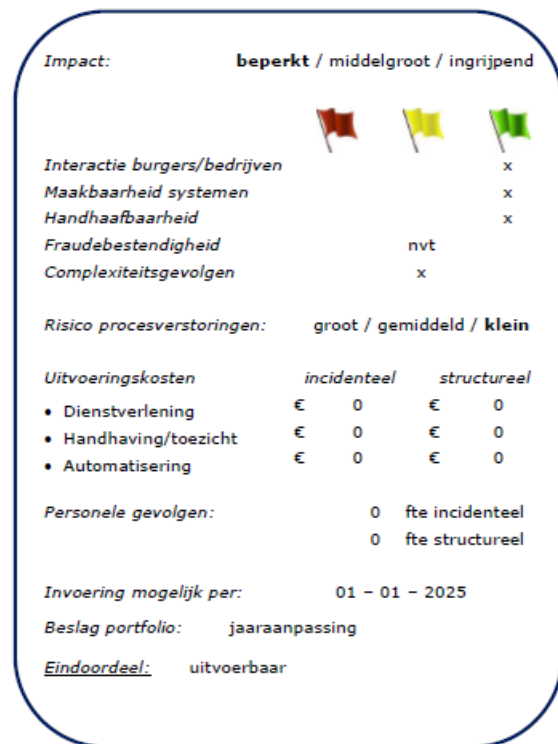 Impact: beperkt / middelgroot / ingrijpend
Interactie burgers/bedrijven x
Maakbaarheid systemen x
Handhaafbaarheid x
Fraudebestendigheid nvt
Complexiteitsgevolgen x
Risico procesverstoringen: groot / gemiddeld / klein
Uitvoeringskosten incidenteel structureel
• Dienstverlening € 0 € 0
• Handhaving/toezicht € 0 € 0
• Automatisering € 0 € 0
Personele gevolgen: 0 fte incidenteel
0 fte structureel
Invoering mogelijk per: 01 – 01 – 2025
Beslag portfolio: jaaraanpassing
Eindoordeel: uitvoerbaar